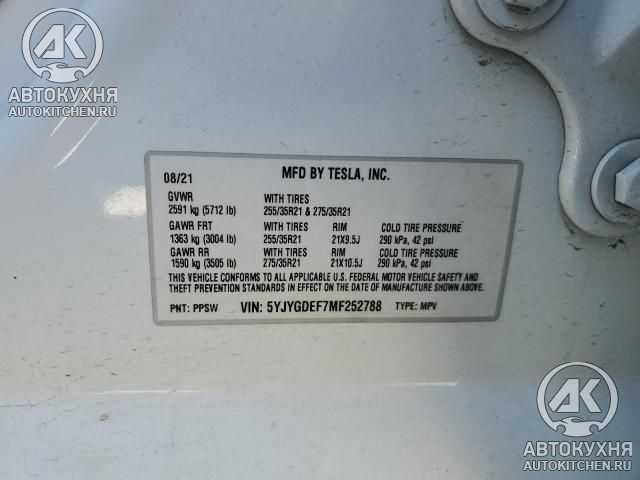 AK
АВТОКУХНЯ
AUTOKITCHEN.RU
08/21 MFD BY TESLA, INC.
GVWR WITH TIRES
2591 kg (5712 lb) 255/35R21 & 275/35R21
GAWR FRT WITH TIRES RIM COLD TIRE PRESSURE
1363 kg (3004 lb) 255/35R21 21X9.5J 290 kPa, 42 psi
GAWR RR WITH TIRES RIM COLD TIRE PRESSURE
1590 kg (3505 lb) 275/35R21 21X10.5J 290 kPa, 42 psi
THIS VEHICLE CONFORMS TO ALL APPLICABLE U.S. FEDERAL MOTOR VEHICLE SAFETY AND
THEFT PREVENTION STANDARDS IN EFFECT ON THE DATE OF MANUFACTURE SHOWN ABOVE.
PNT: PPSW VIN: 5YJYGDEF7MF252788 TYPE: MPV
AK
АВТОКУХНЯ
AUTOKITCHEN.RU